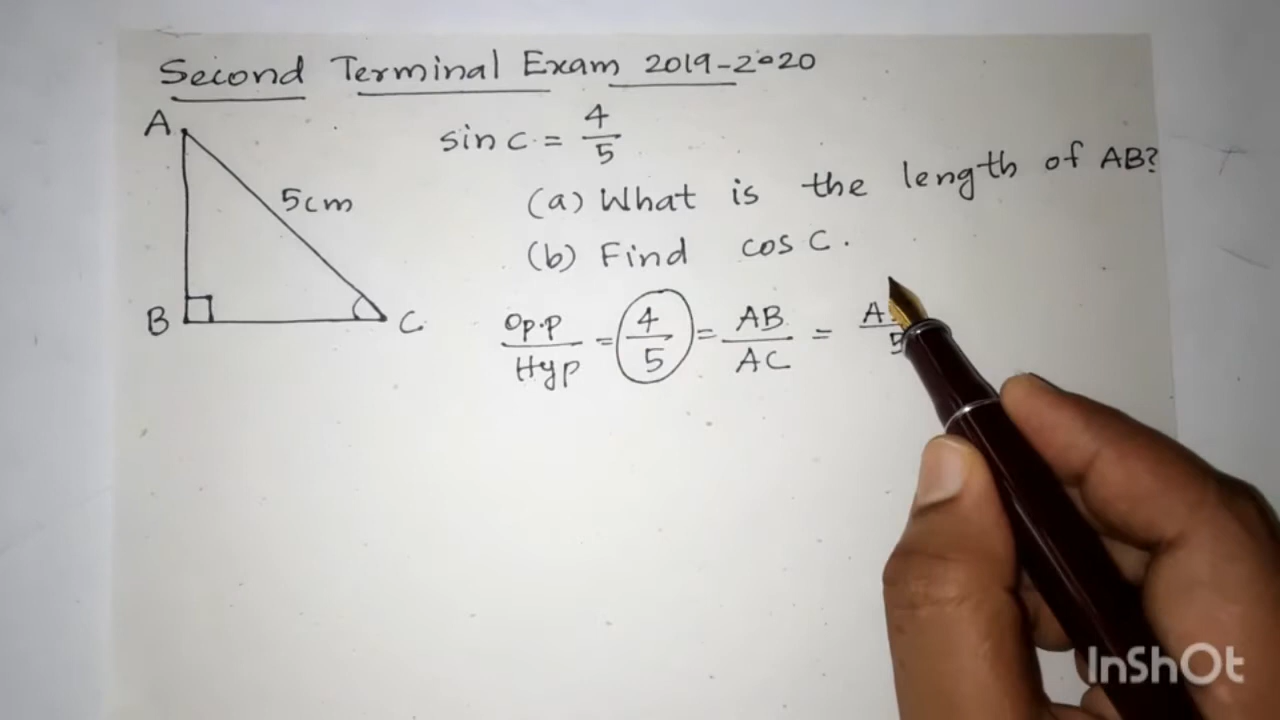 Second Terminal Exam 2019-2020
A
sin C = 4/5
5cm
(a) What is the length of AB?
(b) Find cos C.
B
C
Opp/Hyp = 4/5 = AB/AC =
5
InShOt